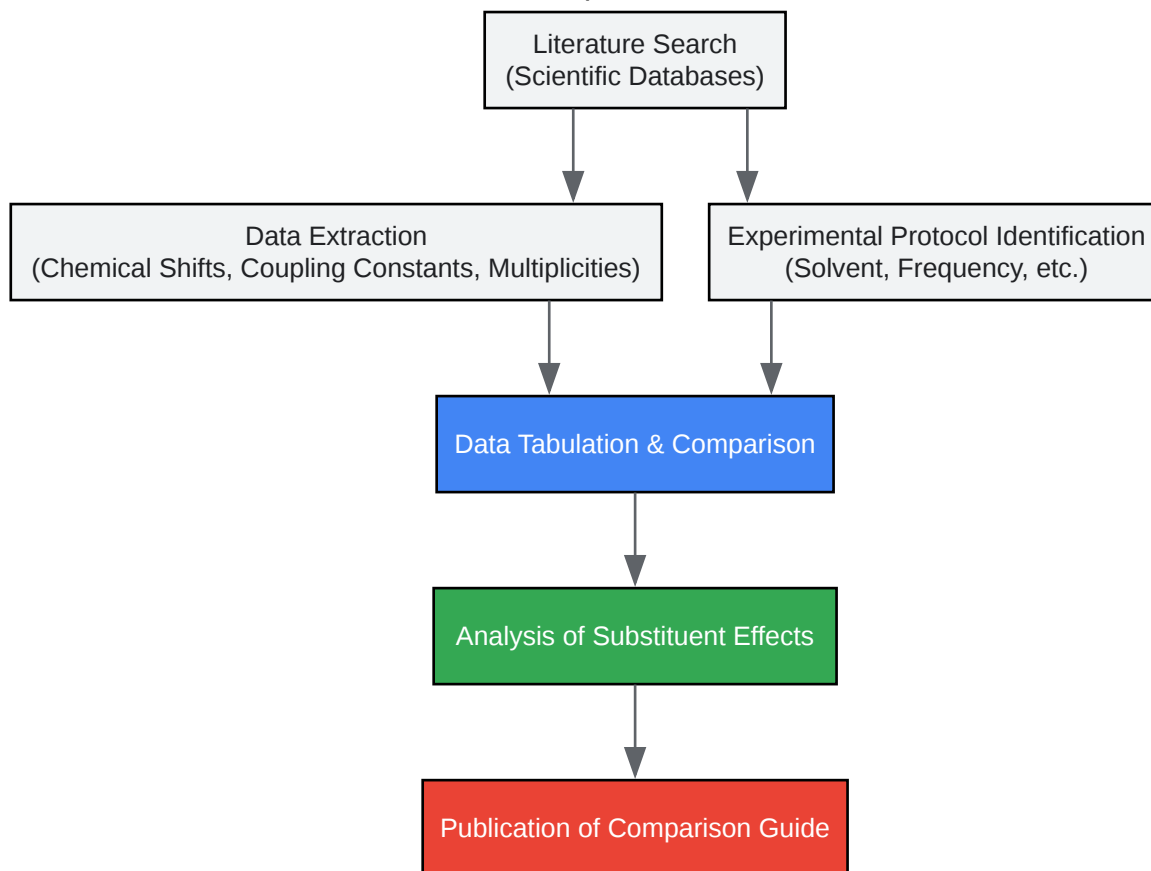 Literature Search
(Scientific Databases)
Data Extraction
(Chemical Shifts, Coupling Constants, Multiplicities)
Experimental Protocol Identification
(Solvent, Frequency, etc.)
Data Tabulation & Comparison
Analysis of Substituent Effects
Publication of Comparison Guide